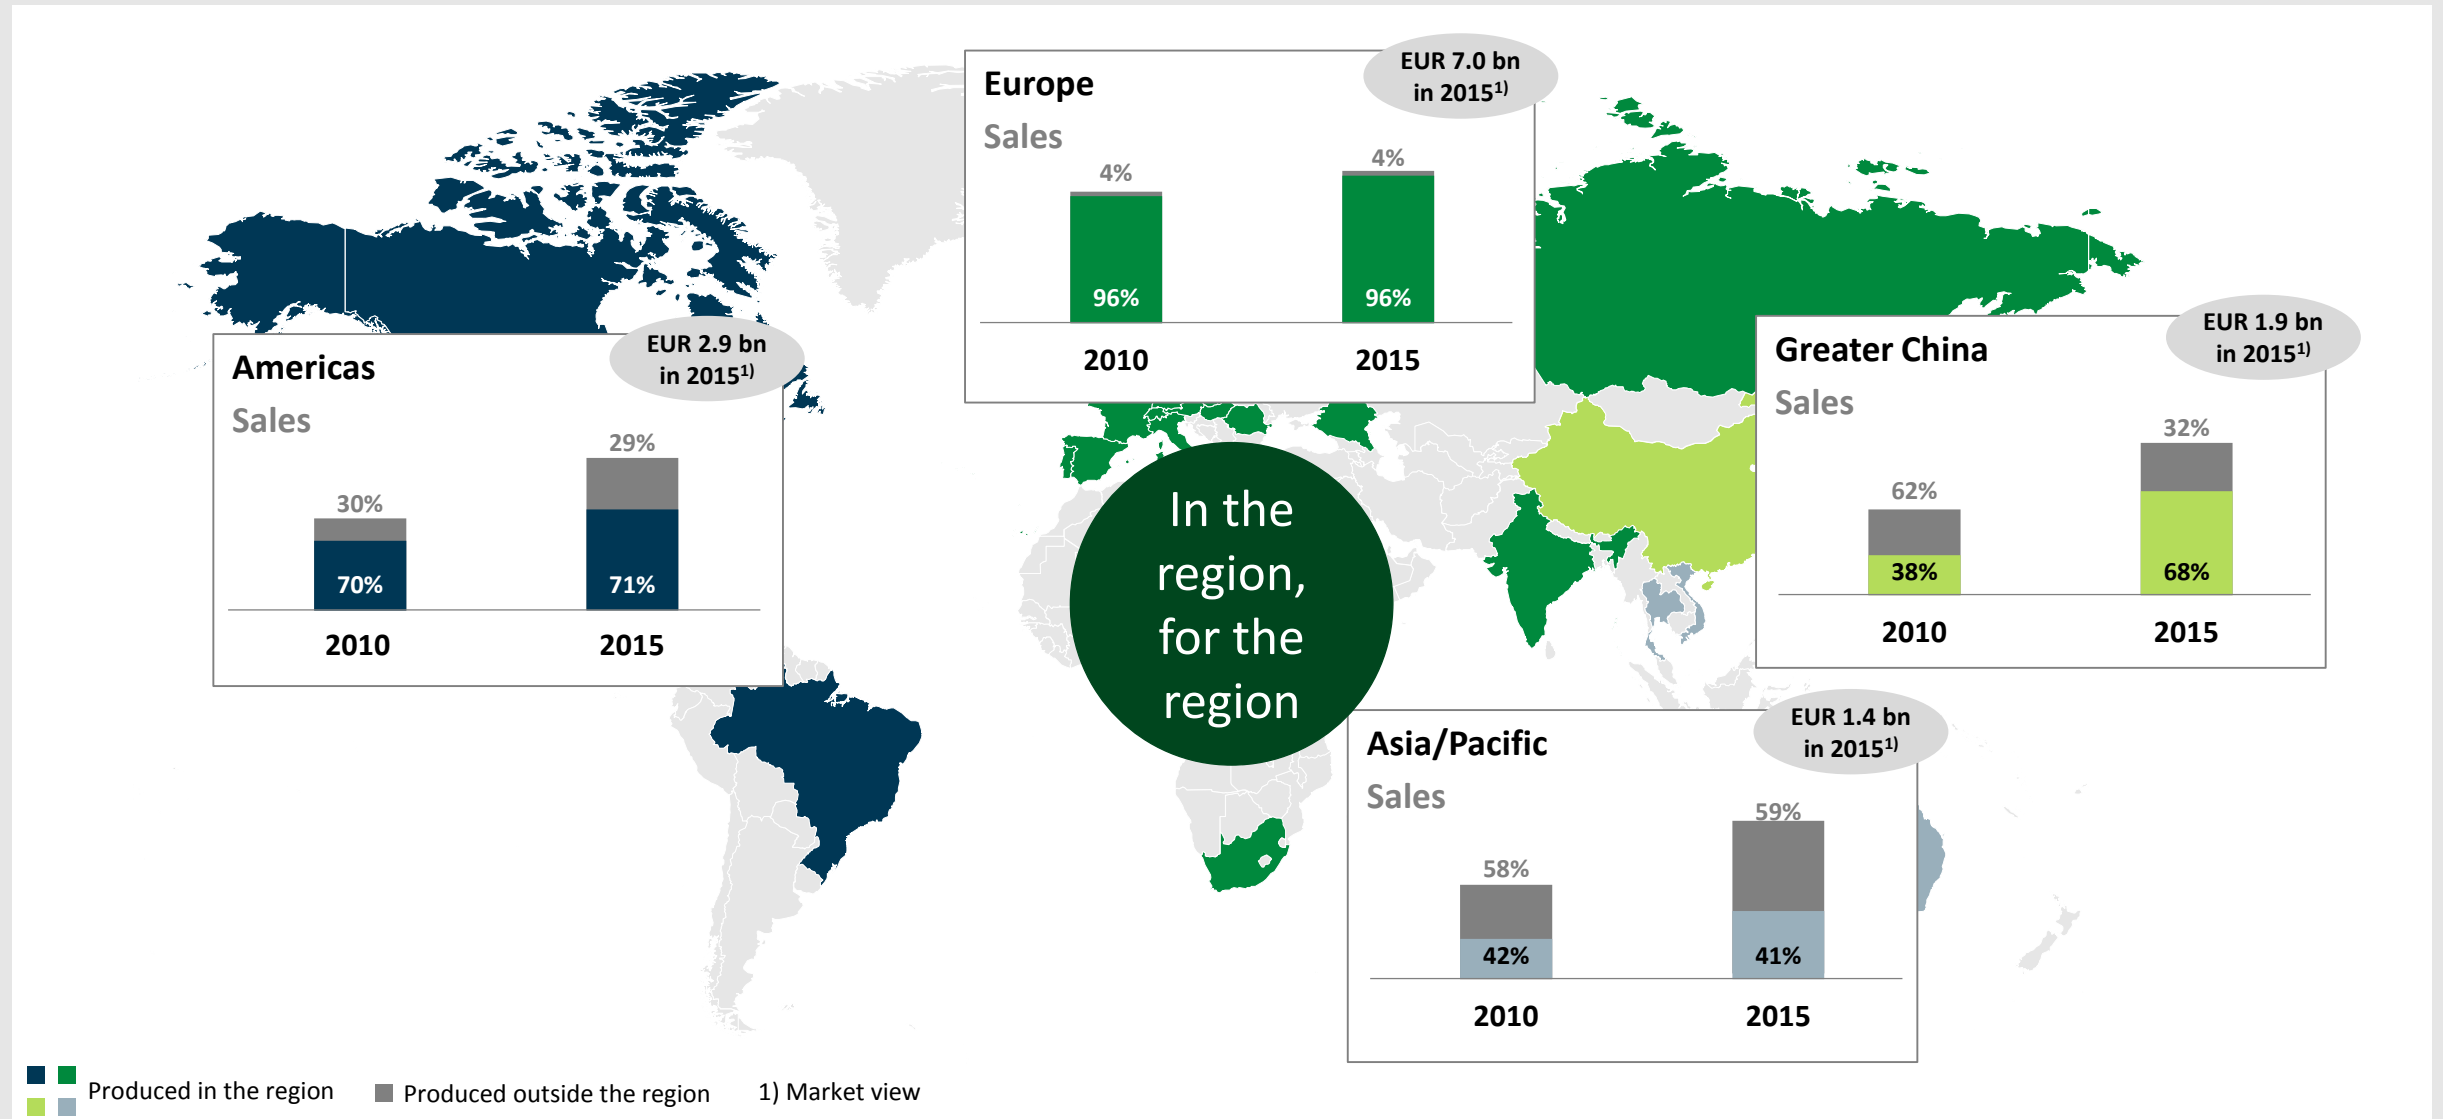 Europe
EUR 7.0 bn
in 2015¹⁾
Sales
4%
96%
2010
4%
96%
2015
Americas
EUR 2.9 bn
in 2015¹⁾
Sales
30%
70%
2010
29%
71%
2015
In the
region,
for the
region
Greater China
EUR 1.9 bn
in 2015¹⁾
Sales
62%
38%
2010
32%
68%
2015
Asia/Pacific
EUR 1.4 bn
in 2015¹⁾
Sales
58%
42%
2010
59%
41%
2015
Produced in the region
Produced outside the region
1) Market view